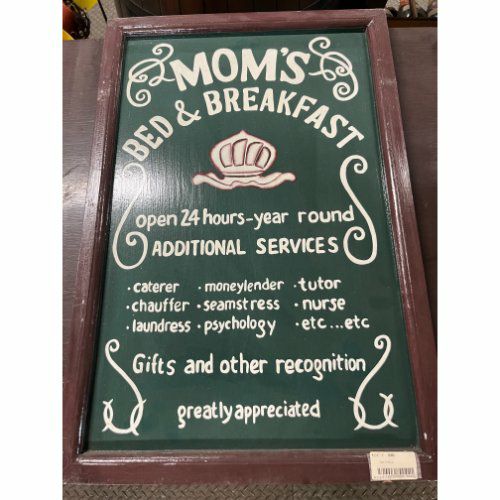 MOM'S
BED & BREAKFAST
open 24 hours-year round
ADDITIONAL SERVICES
·caterer ·moneylender ·tutor
·chauffer ·seamstress ·nurse
·laundress ·psychology ·etc...etc
Gifts and other recognition
greatly appreciated